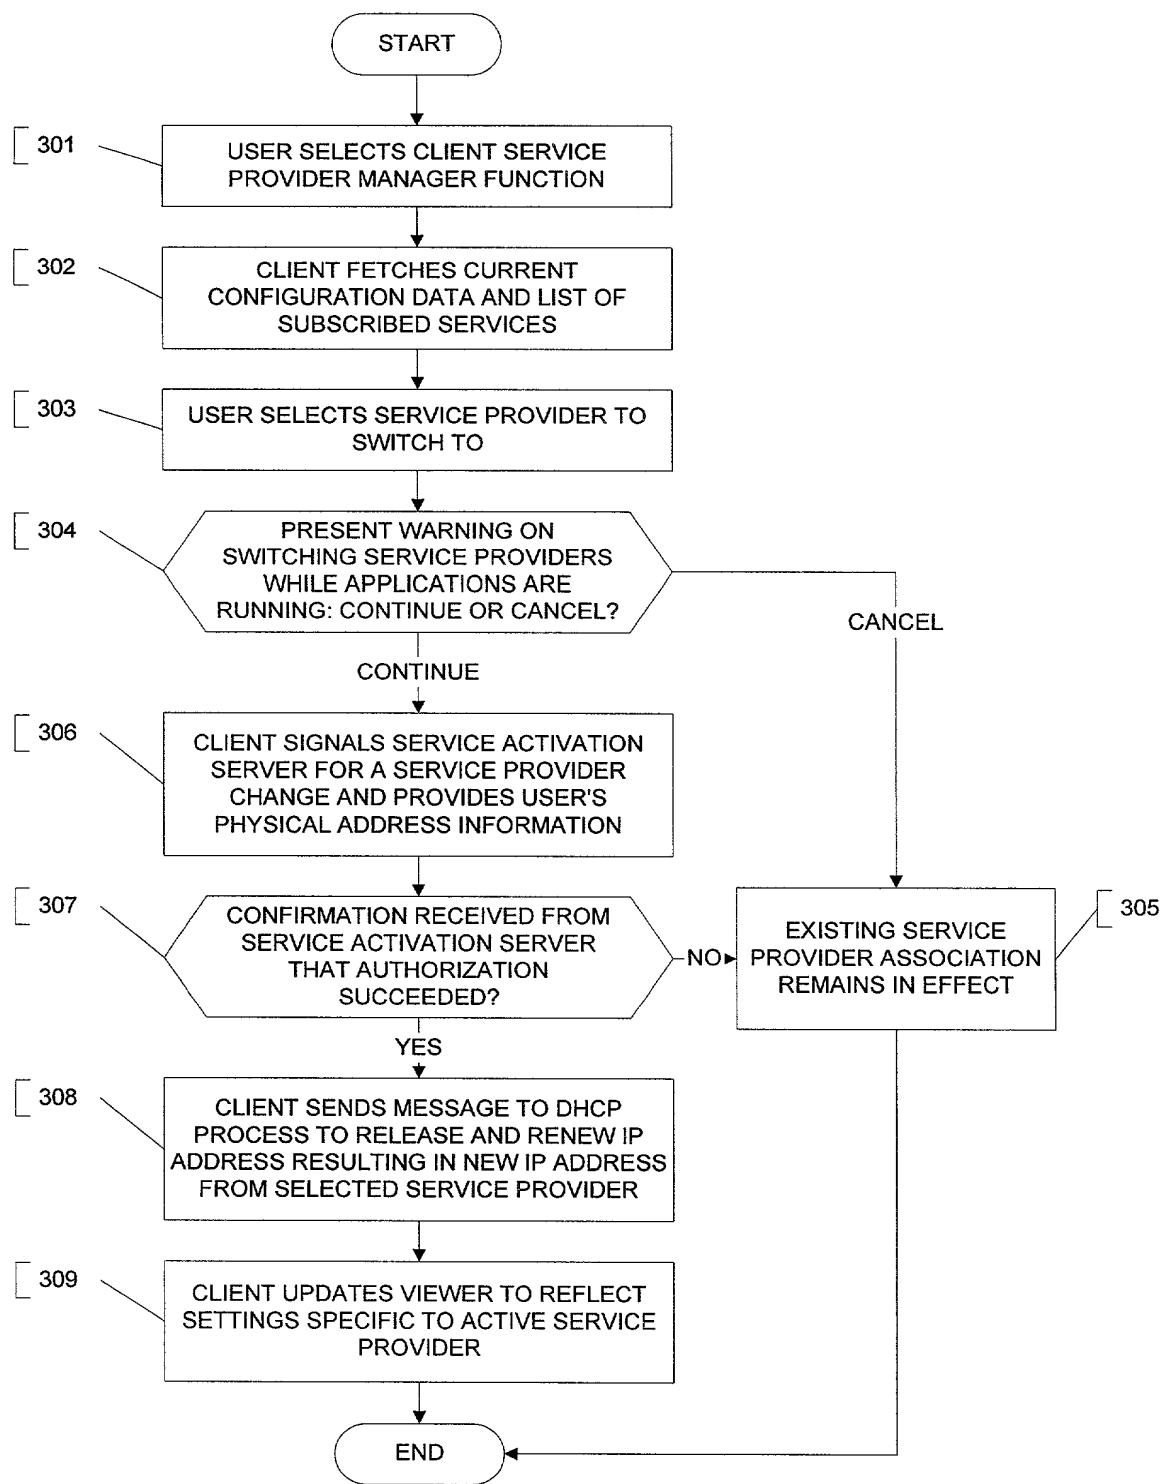 START
301
USER SELECTS CLIENT SERVICE
PROVIDER MANAGER FUNCTION
302
CLIENT FETCHES CURRENT
CONFIGURATION DATA AND LIST OF
SUBSCRIBED SERVICES
303
USER SELECTS SERVICE PROVIDER TO
SWITCH TO
304
PRESENT WARNING ON
SWITCHING SERVICE PROVIDERS
WHILE APPLICATIONS ARE
RUNNING: CONTINUE OR CANCEL?
CANCEL
CONTINUE
306
CLIENT SIGNALS SERVICE ACTIVATION
SERVER FOR A SERVICE PROVIDER
CHANGE AND PROVIDES USER'S
PHYSICAL ADDRESS INFORMATION
307
CONFIRMATION RECEIVED FROM
SERVICE ACTIVATION SERVER
THAT AUTHORIZATION
SUCCEEDED?
NO
EXISTING SERVICE
PROVIDER ASSOCIATION
REMAINS IN EFFECT
305
YES
308
CLIENT SENDS MESSAGE TO DHCP
PROCESS TO RELEASE AND RENEW IP
ADDRESS RESULTING IN NEW IP ADDRESS
FROM SELECTED SERVICE PROVIDER
309
CLIENT UPDATES VIEWER TO REFLECT
SETTINGS SPECIFIC TO ACTIVE SERVICE
PROVIDER
END